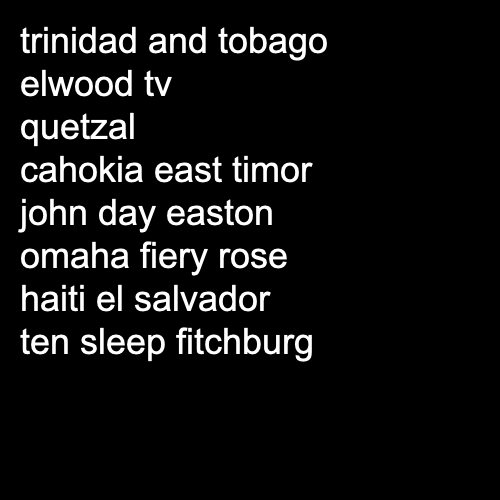 trinidad and tobago
elwood tv
quetzal
cahokia east timor
john day easton
omaha fiery rose
haiti el salvador
ten sleep fitchburg